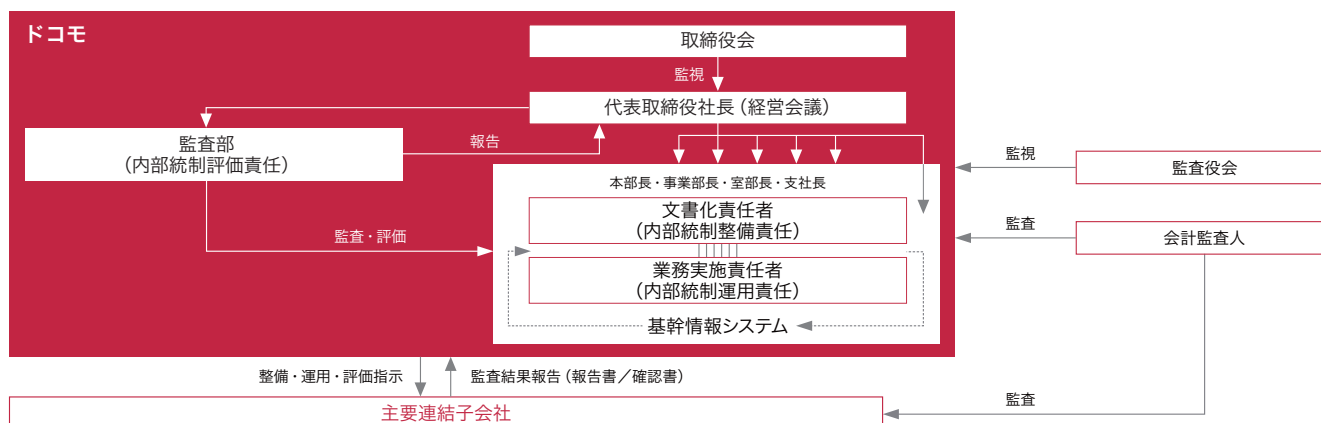 ドコモ
取締役会
監視
代表取締役社長（経営会議）
監査部
（内部統制評価責任）
報告
監視
監査役会
本部長・事業部長・室部長・支社長
文書化責任者
（内部統制整備責任）
監査・評価
監査
会計監査人
業務実施責任者
（内部統制運用責任）
基幹情報システム
整備・運用・評価指示
監査結果報告（報告書／確認書）
主要連結子会社
監査